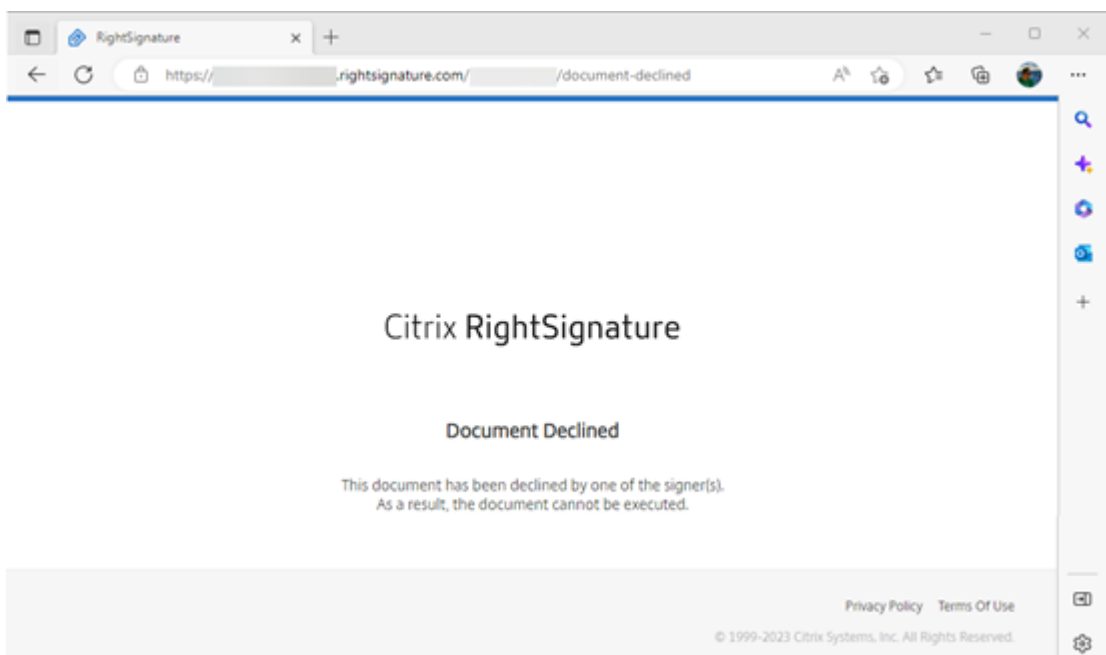 RightSignature
https:// .rightsignature.com/ /document-declined
Citrix RightSignature
Document Declined
This document has been declined by one of the signer(s).
As a result, the document cannot be executed.
Privacy Policy Terms Of Use
© 1999-2023 Citrix Systems, Inc. All Rights Reserved.